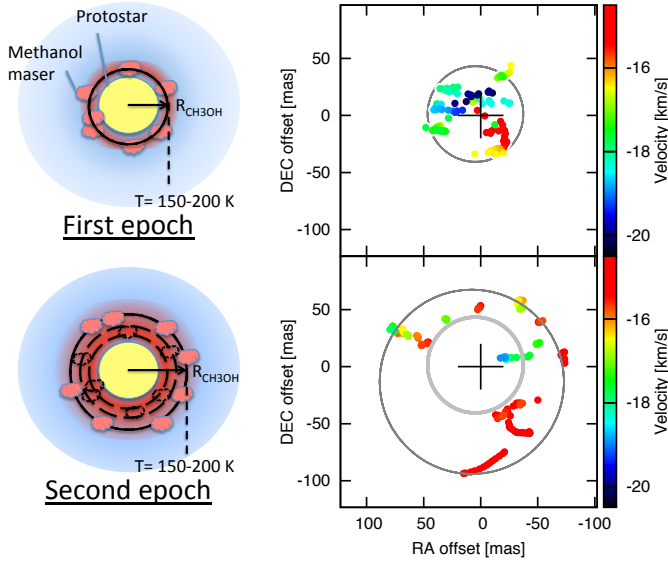 Protostar
Methanol
maser
R_CH3OH
T= 150-200 K
First epoch
R_CH3OH
T= 150-200 K
Second epoch
DEC offset [mas]
50
0
-50
-100
-16
-18
-20
Velocity [km/s]
DEC offset [mas]
50
0
-50
-100
100
50
0
-50
-100
RA offset [mas]
-16
-18
-20
Velocity [km/s]